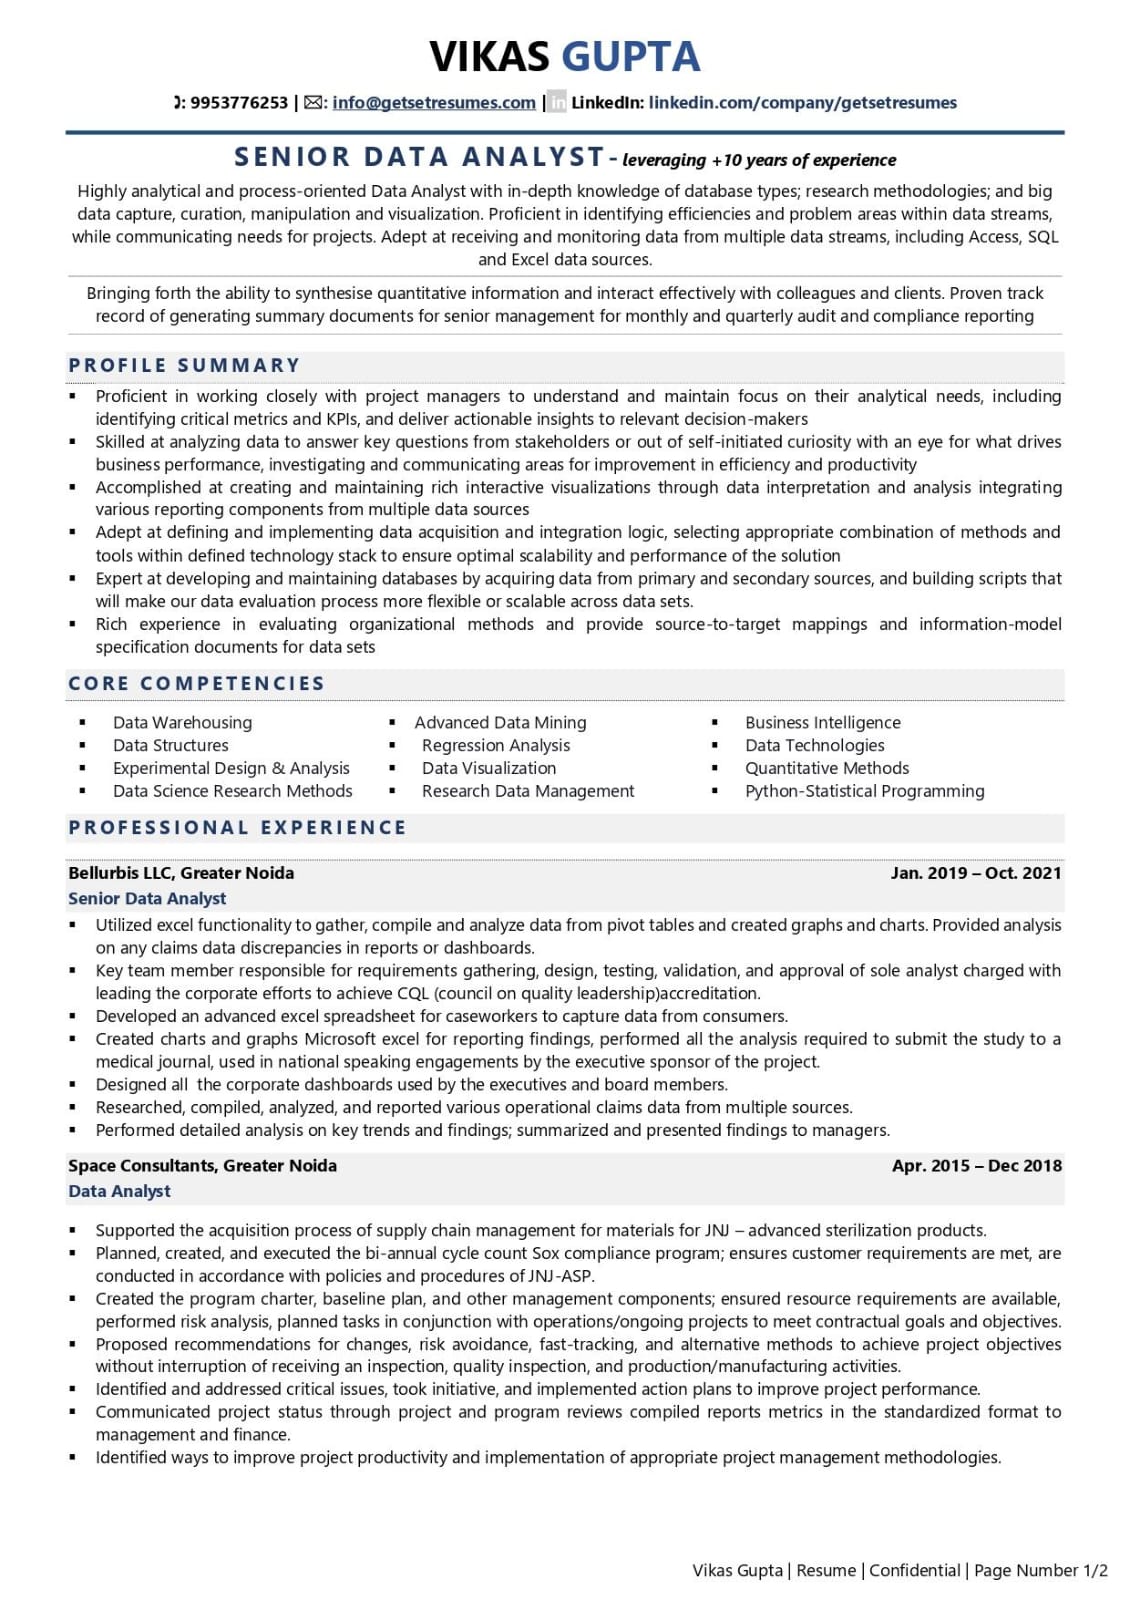 VIKAS GUPTA
: 9953776253 | ✉: info@getsetresumes.com | in LinkedIn: linkedin.com/company/getsetresumes
SENIOR DATA ANALYST- leveraging +10 years of experience
Highly analytical and process-oriented Data Analyst with in-depth knowledge of database types; research methodologies; and big
data capture, curation, manipulation and visualization. Proficient in identifying efficiencies and problem areas within data streams,
while communicating needs for projects. Adept at receiving and monitoring data from multiple data streams, including Access, SQL
and Excel data sources.
Bringing forth the ability to synthesise quantitative information and interact effectively with colleagues and clients. Proven track
record of generating summary documents for senior management for monthly and quarterly audit and compliance reporting
PROFILE SUMMARY
▪ Proficient in working closely with project managers to understand and maintain focus on their analytical needs, including
identifying critical metrics and KPIs, and deliver actionable insights to relevant decision-makers
▪ Skilled at analyzing data to answer key questions from stakeholders or out of self-initiated curiosity with an eye for what drives
business performance, investigating and communicating areas for improvement in efficiency and productivity
▪ Accomplished at creating and maintaining rich interactive visualizations through data interpretation and analysis integrating
various reporting components from multiple data sources
▪ Adept at defining and implementing data acquisition and integration logic, selecting appropriate combination of methods and
tools within defined technology stack to ensure optimal scalability and performance of the solution
▪ Expert at developing and maintaining databases by acquiring data from primary and secondary sources, and building scripts that
will make our data evaluation process more flexible or scalable across data sets.
▪ Rich experience in evaluating organizational methods and provide source-to-target mappings and information-model
specification documents for data sets
CORE COMPETENCIES
▪ Data Warehousing ▪ Advanced Data Mining ▪ Business Intelligence
▪ Data Structures ▪ Regression Analysis ▪ Data Technologies
▪ Experimental Design & Analysis ▪ Data Visualization ▪ Quantitative Methods
▪ Data Science Research Methods ▪ Research Data Management ▪ Python-Statistical Programming
PROFESSIONAL EXPERIENCE
Bellurbis LLC, Greater Noida Jan. 2019 – Oct. 2021
Senior Data Analyst
▪ Utilized excel functionality to gather, compile and analyze data from pivot tables and created graphs and charts. Provided analysis
on any claims data discrepancies in reports or dashboards.
▪ Key team member responsible for requirements gathering, design, testing, validation, and approval of sole analyst charged with
leading the corporate efforts to achieve CQL (council on quality leadership)accreditation.
▪ Developed an advanced excel spreadsheet for caseworkers to capture data from consumers.
▪ Created charts and graphs Microsoft excel for reporting findings, performed all the analysis required to submit the study to a
medical journal, used in national speaking engagements by the executive sponsor of the project.
▪ Designed all the corporate dashboards used by the executives and board members.
▪ Researched, compiled, analyzed, and reported various operational claims data from multiple sources.
▪ Performed detailed analysis on key trends and findings; summarized and presented findings to managers.
Space Consultants, Greater Noida Apr. 2015 – Dec 2018
Data Analyst
▪ Supported the acquisition process of supply chain management for materials for JNJ – advanced sterilization products.
▪ Planned, created, and executed the bi-annual cycle count Sox compliance program; ensures customer requirements are met, are
conducted in accordance with policies and procedures of JNJ-ASP.
▪ Created the program charter, baseline plan, and other management components; ensured resource requirements are available,
performed risk analysis, planned tasks in conjunction with operations/ongoing projects to meet contractual goals and objectives.
▪ Proposed recommendations for changes, risk avoidance, fast-tracking, and alternative methods to achieve project objectives
without interruption of receiving an inspection, quality inspection, and production/manufacturing activities.
▪ Identified and addressed critical issues, took initiative, and implemented action plans to improve project performance.
▪ Communicated project status through project and program reviews compiled reports metrics in the standardized format to
management and finance.
▪ Identified ways to improve project productivity and implementation of appropriate project management methodologies.
Vikas Gupta | Resume | Confidential | Page Number 1/2